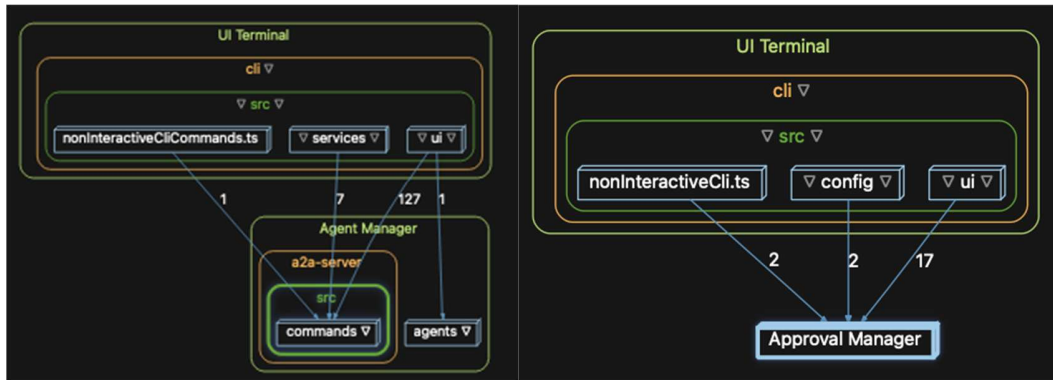 UI Terminal
cli ▽
▽ src ▽
nonInteractiveCliCommands.ts
▽ services ▽
▽ ui ▽
1
7
127
1
Agent Manager
a2a-server
src
commands ▽
agents ▽
UI Terminal
cli ▽
▽ src ▽
nonInteractiveCli.ts
▽ config ▽
▽ ui ▽
2
2
17
Approval Manager